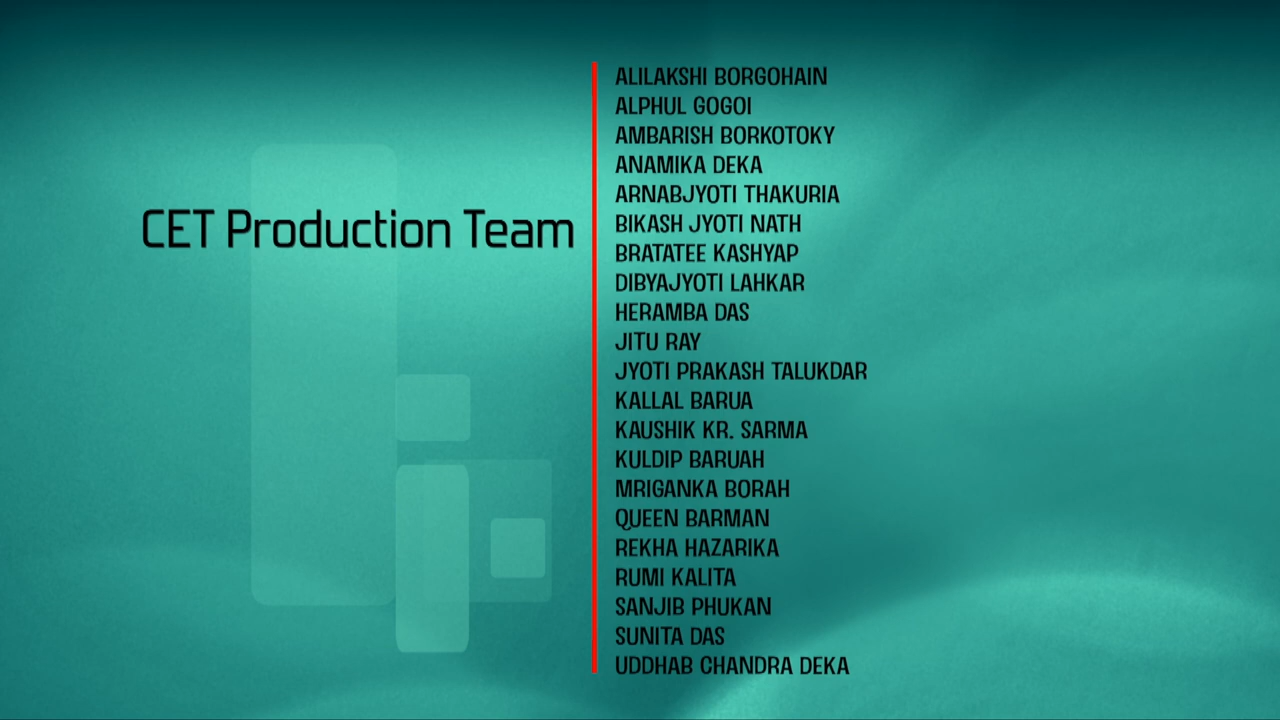 CET Production Team
ALILAKSHI BORGOHAIN
ALPHUL GOGOI
AMBARISH BORKOTOKY
ANAMIKA DEKA
ARNABJYOTI THAKURIA
BIKASH JYOTI NATH
BRATATEE KASHYAP
DIBYAJYOTI LAHKAR
HERAMBA DAS
JITU RAY
JYOTI PRAKASH TALUKDAR
KALLAL BARUA
KAUSHIK KR. SARMA
KULDIP BARUAH
MRIGANKA BORAH
QUEEN BARMAN
REKHA HAZARIKA
RUMI KALITA
SANJIB PHUKAN
SUNITA DAS
UDDHAB CHANDRA DEKA